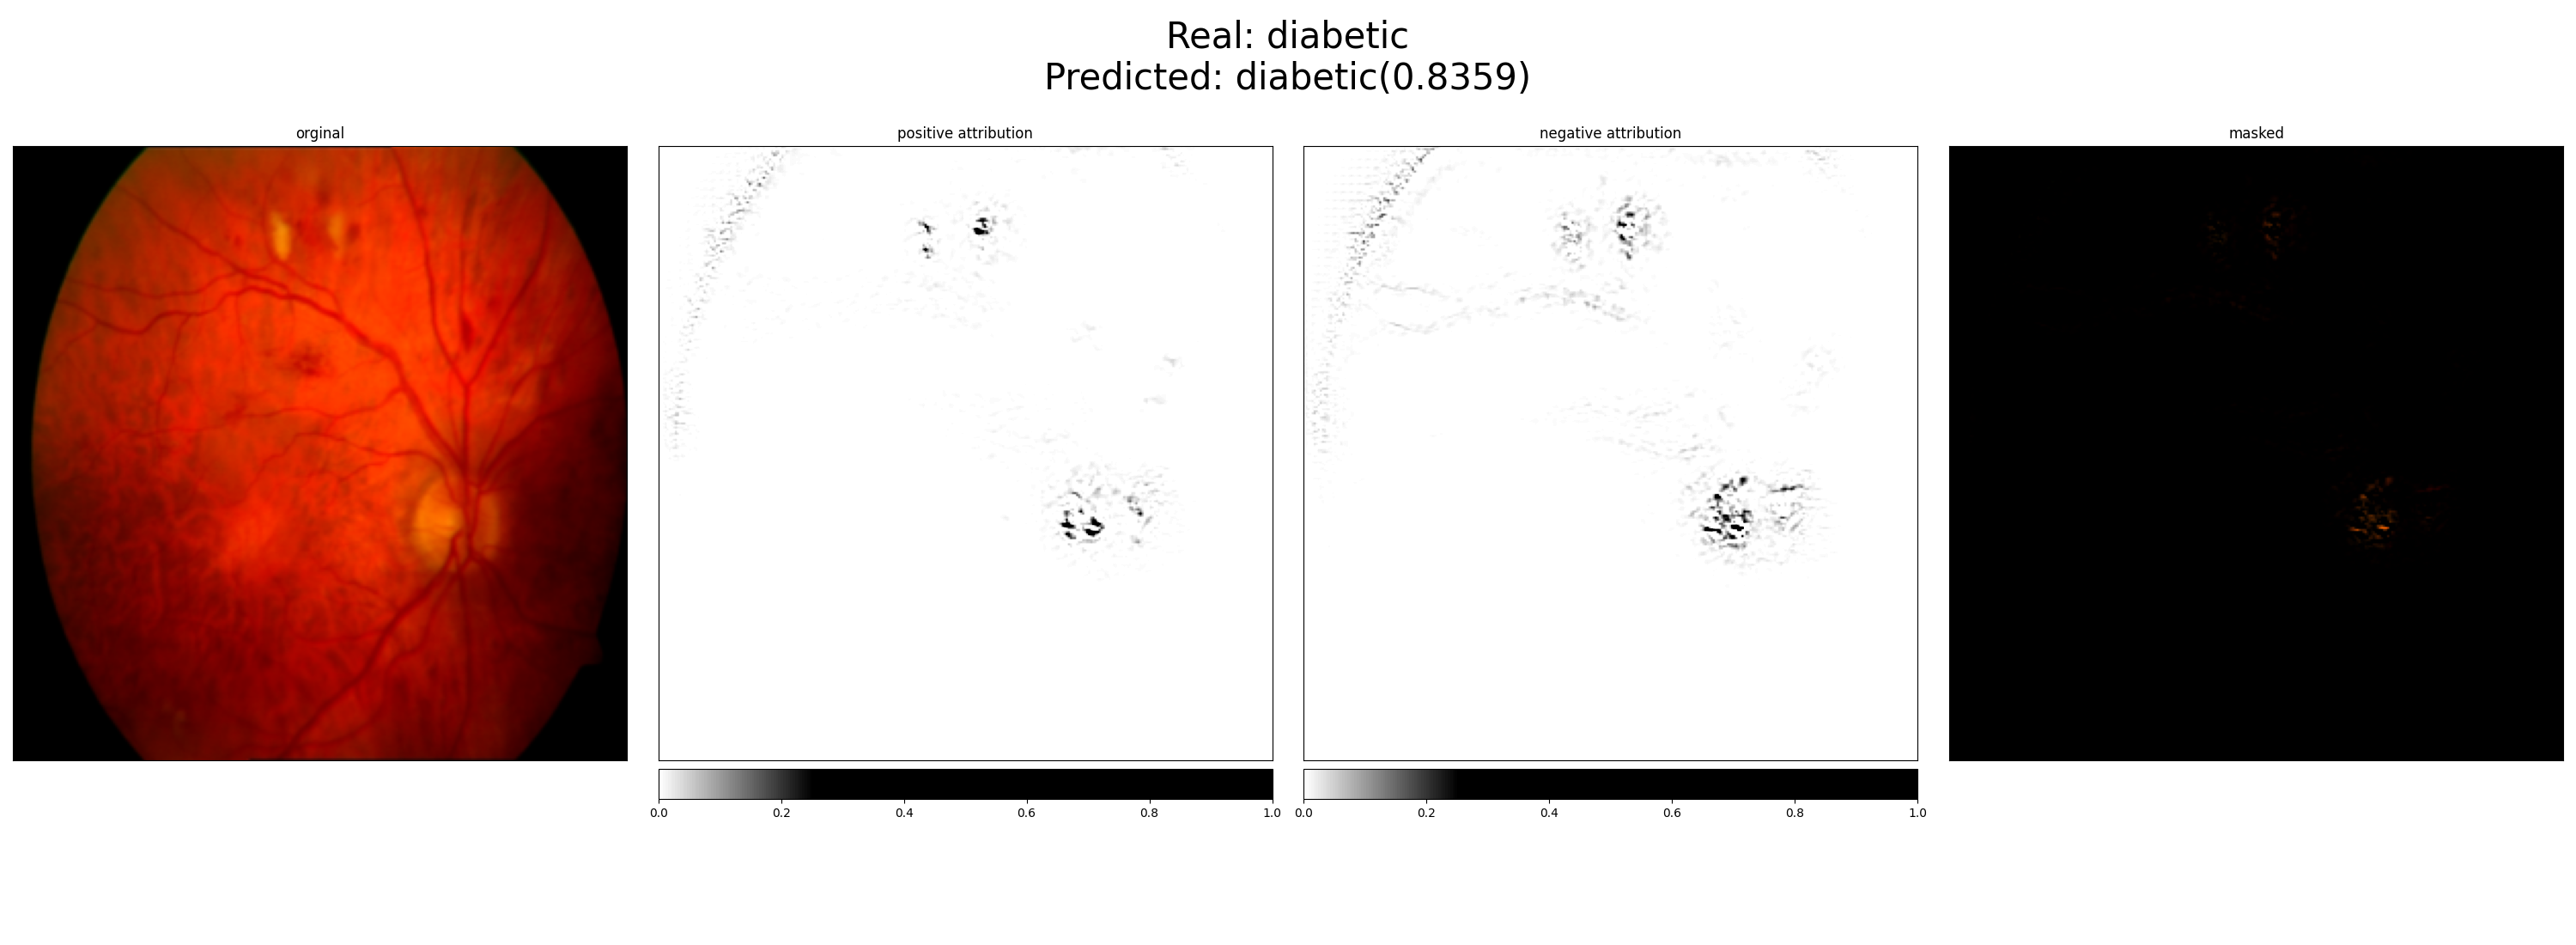 Real: diabetic
Predicted: diabetic(0.8359)
orginal
positive attribution
negative attribution
masked
0.0 0.2 0.4 0.6 0.8 1.0
0.0 0.2 0.4 0.6 0.8 1.0